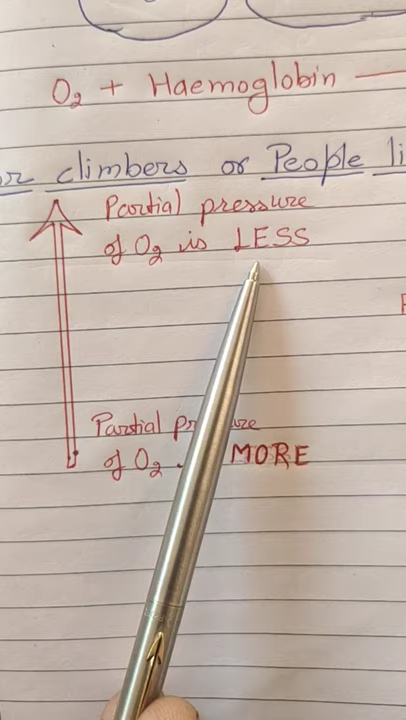 O₂ + Haemoglobin
climbers or People
Partial pressure
of O₂ is LESS
Partial
of O₂ MORE